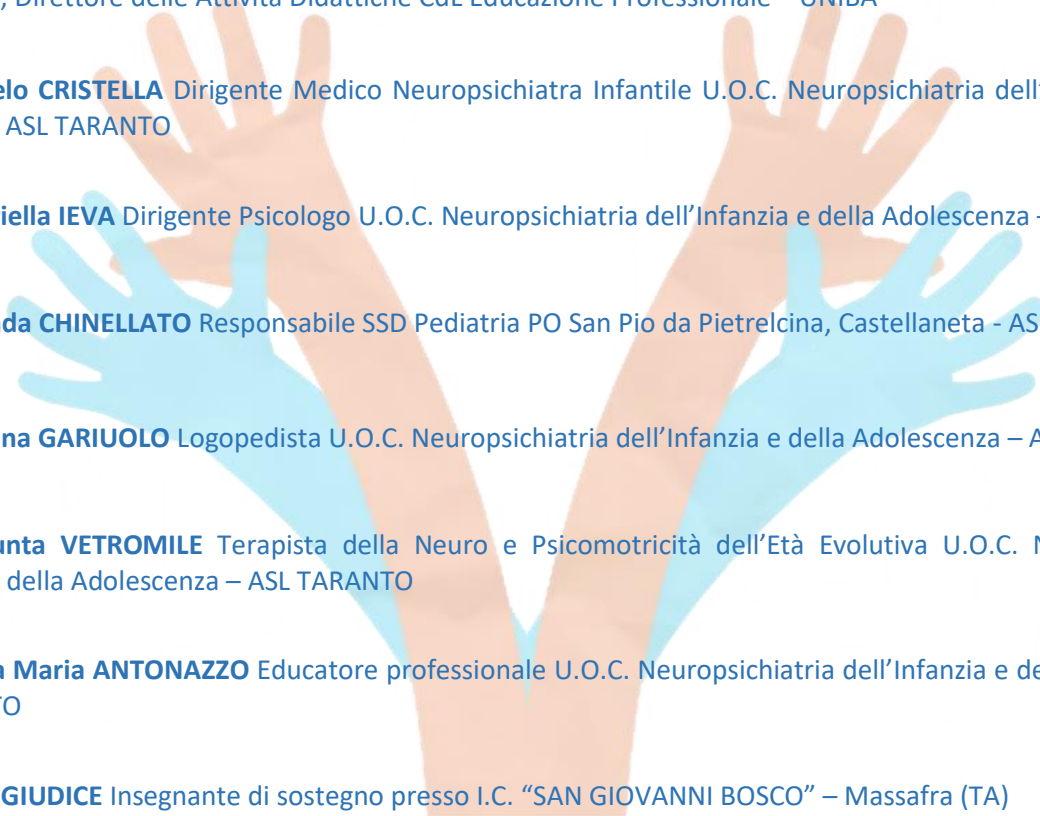 , Direttore delle Attività Didattiche CdL Educazione Professionale – UNIBA
elo CRISTELLA Dirigente Medico Neuropsichiatra Infantile U.O.C. Neuropsichiatria dell'
ASL TARANTO
iella IEVA Dirigente Psicologo U.O.C. Neuropsichiatria dell'Infanzia e della Adolescenza -
da CHINELLATO Responsabile SSD Pediatria PO San Pio da Pietrelcina, Castellaneta - AS
na GARIUOLO Logopedista U.O.C. Neuropsichiatria dell'Infanzia e della Adolescenza – A
unta VETROMILE Terapista della Neuro e Psicomotricità dell'Età Evolutiva U.O.C. N
della Adolescenza – ASL TARANTO
a Maria ANTONAZZO Educatore professionale U.O.C. Neuropsichiatria dell'Infanzia e de
TO
GIUDICE Insegnante di sostegno presso I.C. "SAN GIOVANNI BOSCO" – Massafra (TA)